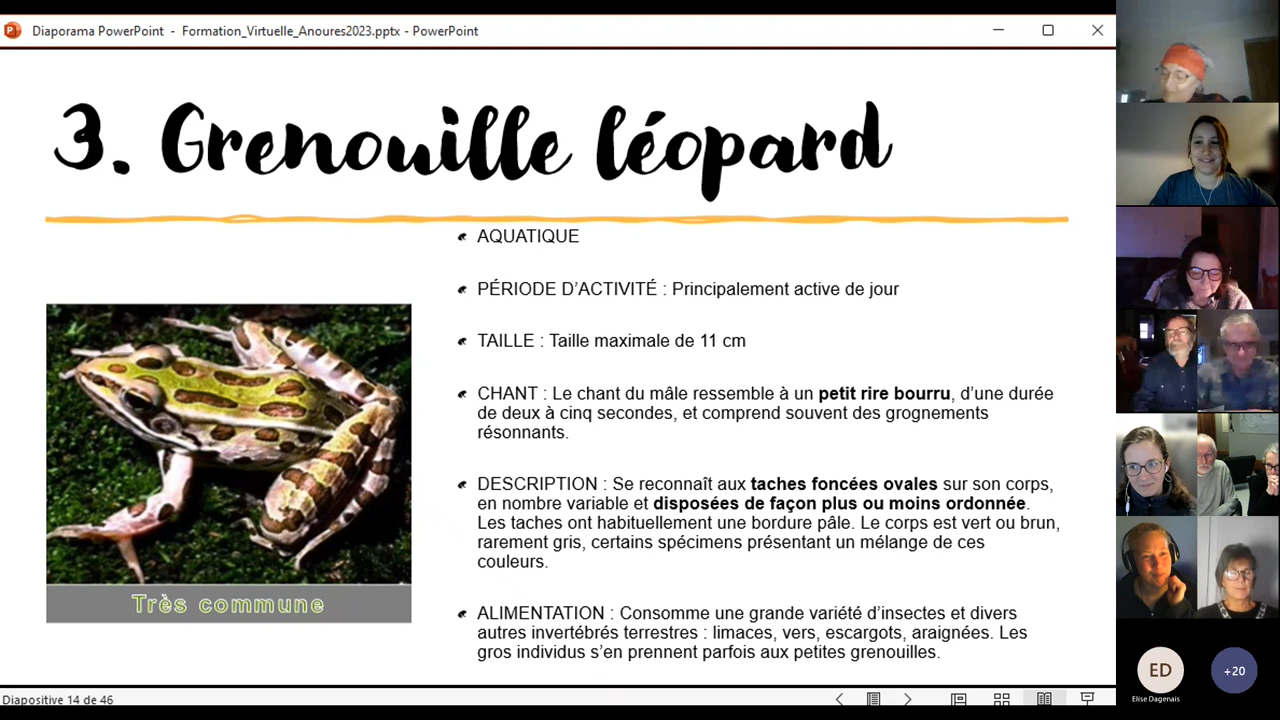 Diaporama PowerPoint - Formation_Virtuelle_Anoures2023.pptx - PowerPoint
3. Grenouille léopard
AQUATIQUE
PÉRIODE D’ACTIVITÉ : Principalement active de jour
TAILLE : Taille maximale de 11 cm
CHANT : Le chant du mâle ressemble à un petit rire bourru, d’une durée
de deux à cinq secondes, et comprend souvent des grognements
résonnants.
DESCRIPTION : Se reconnaît aux taches foncées ovales sur son corps,
en nombre variable et disposées de façon plus ou moins ordonnée.
Les taches ont habituellement une bordure pâle. Le corps est vert ou brun,
rarement gris, certains spécimens présentant un mélange de ces
couleurs.
ALIMENTATION : Consomme une grande variété d’insectes et divers
autres invertébrés terrestres : limaces, vers, escargots, araignées. Les
gros individus s’en prennent parfois aux petites grenouilles.
Très commune
Diapositive 14 de 46
ED
Elise Dagenais
+20